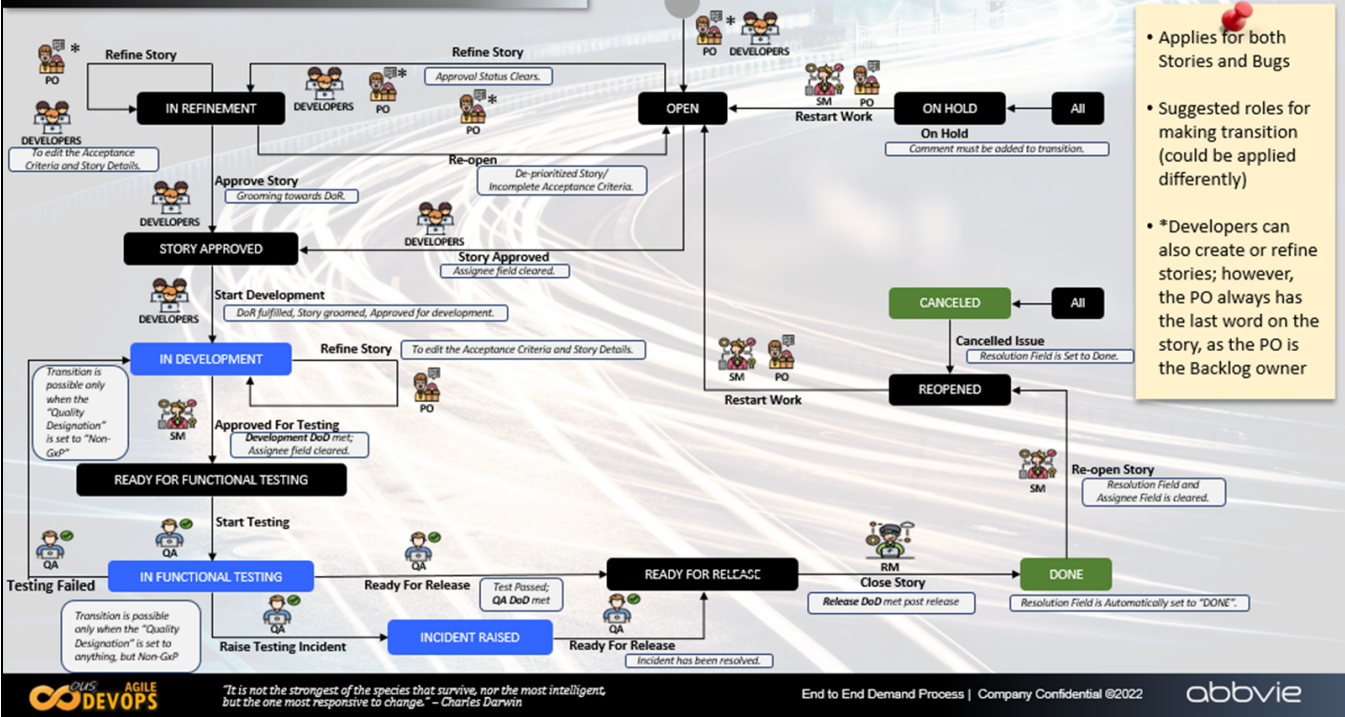 PO
*
DEVELOPERS
Applies for both
Stories and Bugs
Suggested roles for
making transition
(could be applied
differently)
*Developers can
also create or refine
stories; however,
the PO always has
the last word on the
story, as the PO is
the Backlog owner
PO
*
Refine Story
DEVELOPERS
To edit the Acceptance
Criteria and Story Details.
IN REFINEMENT
DEVELOPERS
PO
*
PO
*
Refine Story
Approval Status Clears.
OPEN
SM
PO
Restart Work
ON HOLD
All
On Hold
Comment must be added to transition.
Re-open
De-prioritized Story/
Incomplete Acceptance Criteria.
Approve Story
Grooming towards DoR.
DEVELOPERS
STORY APPROVED
DEVELOPERS
Story Approved
Assignee field cleared.
DEVELOPERS
Start Development
DoR fulfilled, Story groomed, Approved for development.
CANCELED
All
Cancelled Issue
Resolution Field is Set to Done.
IN DEVELOPMENT
Refine Story
To edit the Acceptance Criteria and Story Details.
PO
SM
PO
Restart Work
REOPENED
Transition is
possible only
when the
"Quality
Designation"
is set to "Non-
GxP"
SM
Approved For Testing
Development DoD met;
Assignee field cleared.
READY FOR FUNCTIONAL TESTING
SM
Re-open Story
Resolution Field and
Assignee Field is cleared.
Start Testing
QA
QA
Testing Failed
IN FUNCTIONAL TESTING
QA
Ready For Release
Test Passed;
QA DoD met
READY FOR RELEASE
RM
Close Story
Release DoD met post release
DONE
Resolution Field is Automatically set to "DONE".
Transition is possible
only when the "Quality
Designation" is set to
anything, but Non-GxP
QA
Raise Testing Incident
INCIDENT RAISED
QA
Ready For Release
Incident has been resolved.
ous AGILE
DEVOPS
"It is not the strongest of the species that survive, nor the most intelligent,
but the one most responsive to change." – Charles Darwin
End to End Demand Process | Company Confidential ©2022
abbvie